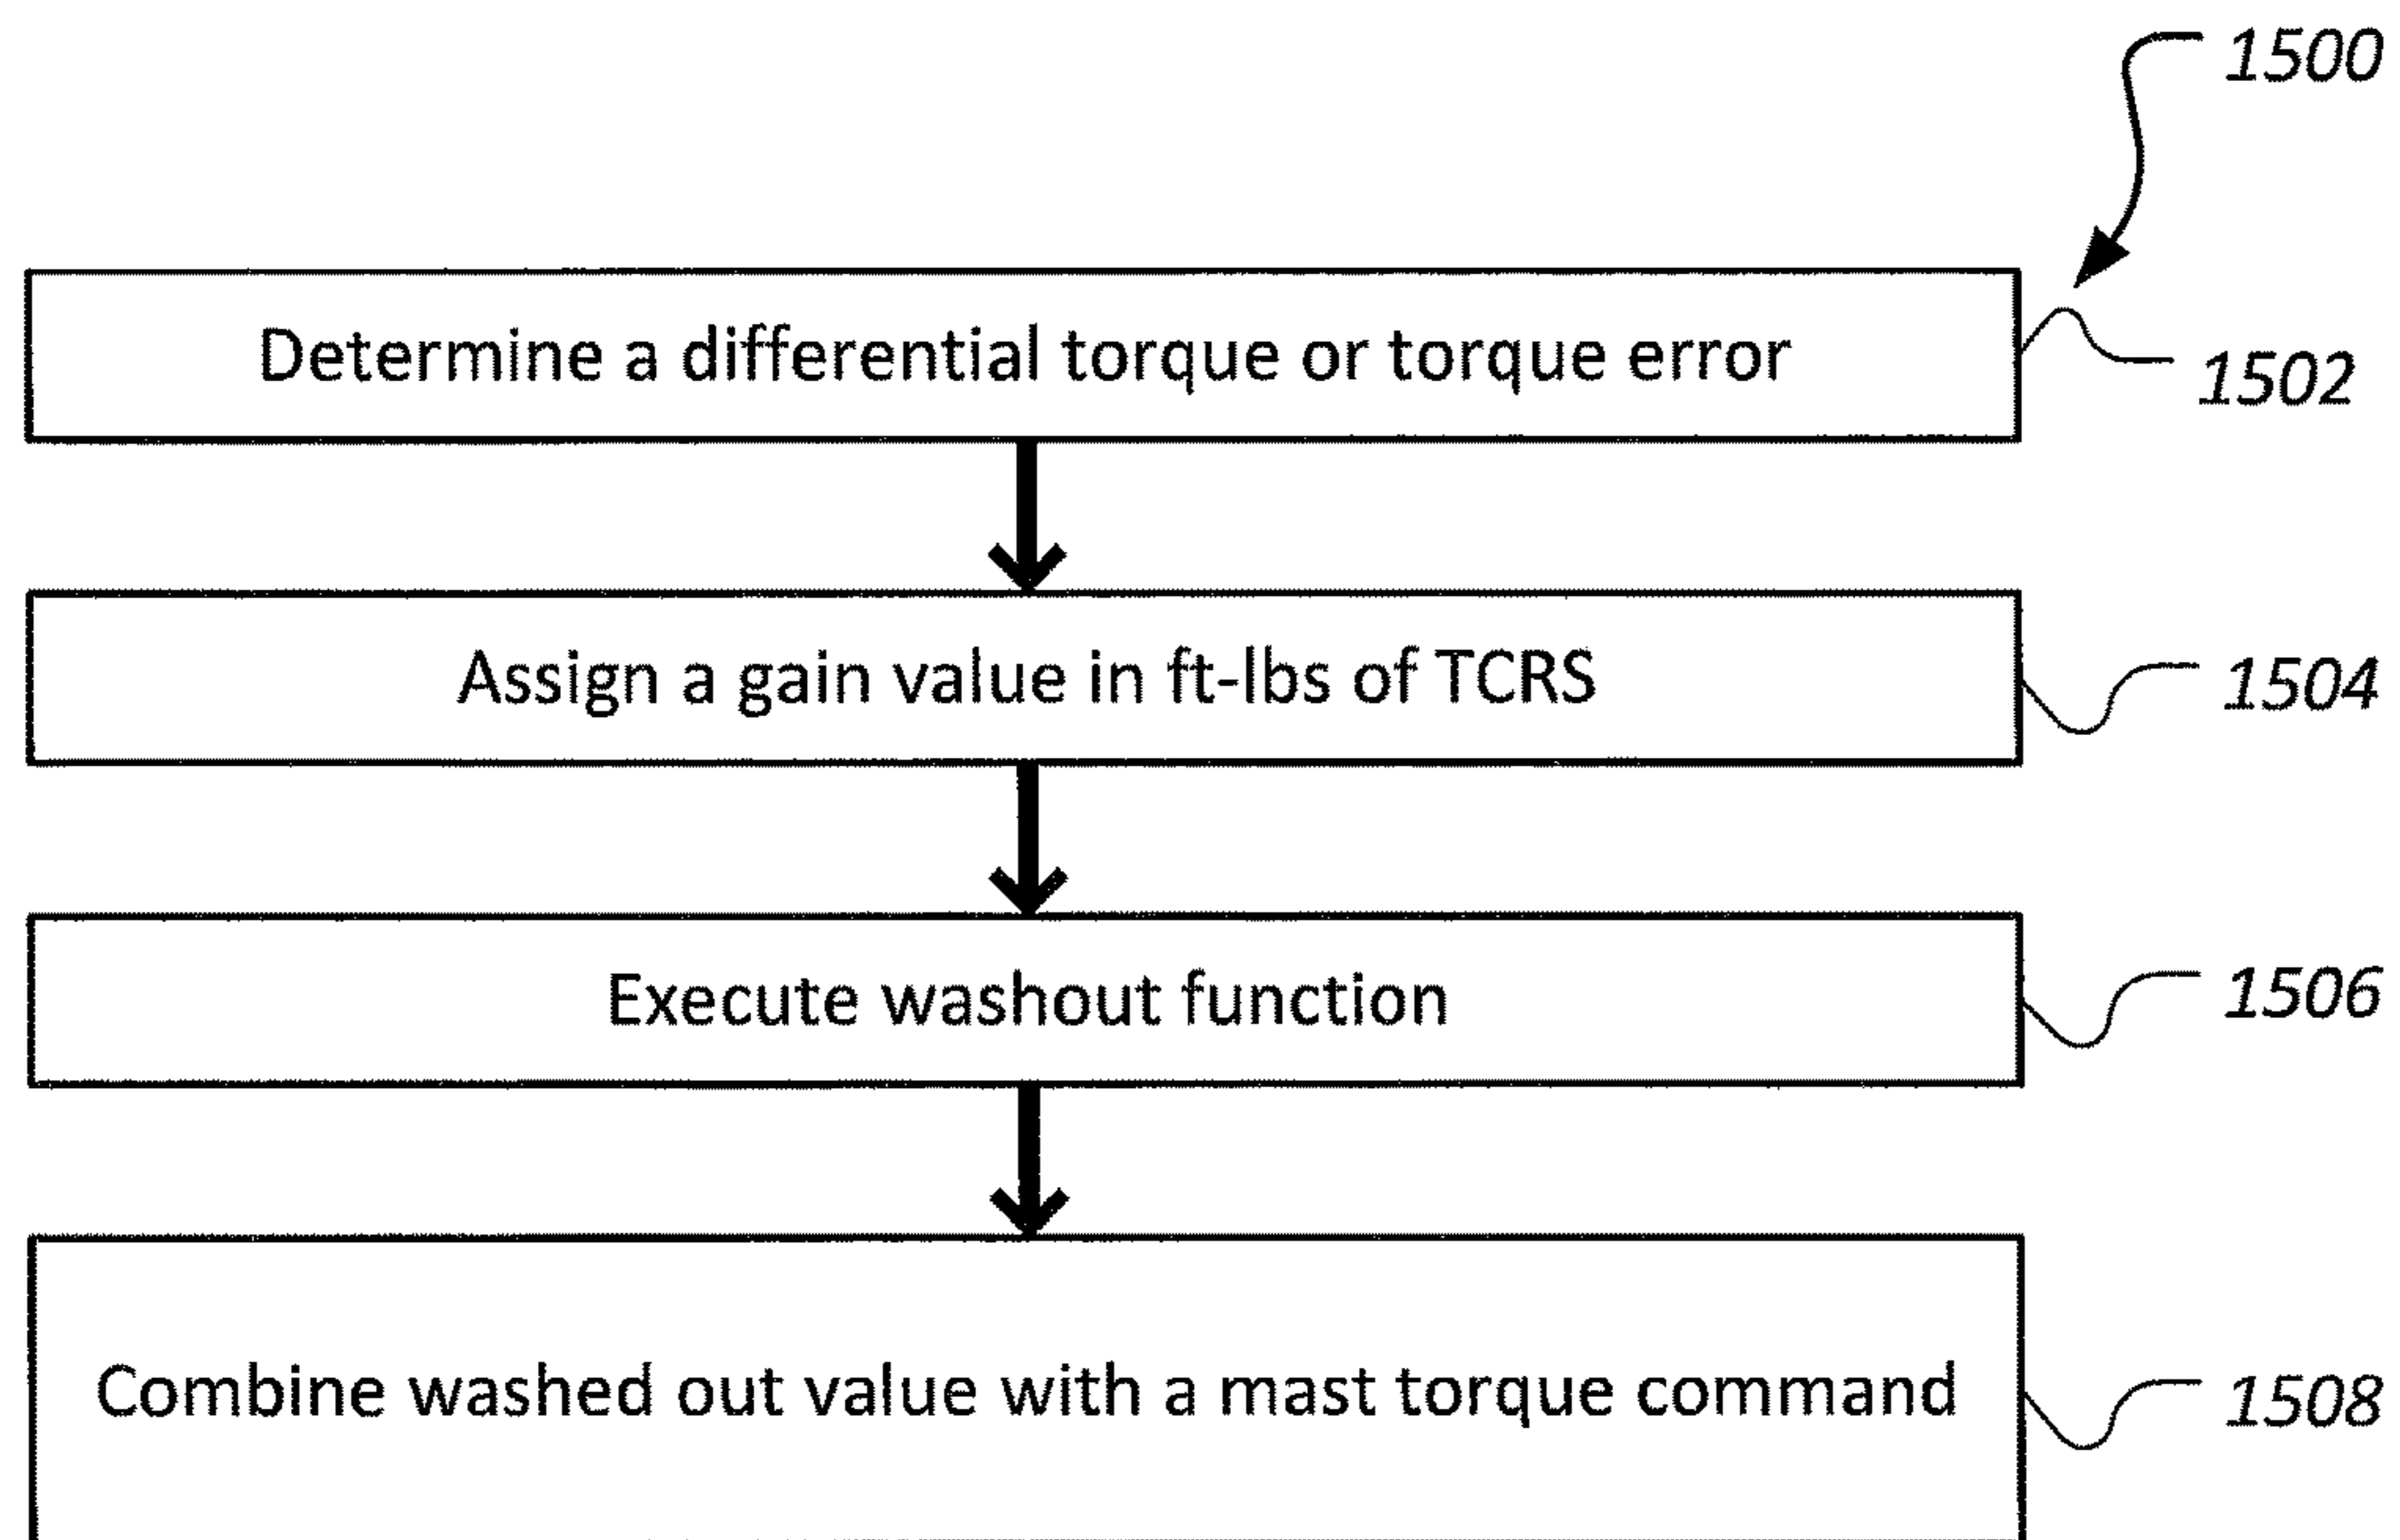 1500
Determine a differential torque or torque error
1502
Assign a gain value in ft-lbs of TCRS
1504
Execute washout function
1506
Combine washed out value with a mast torque command
1508